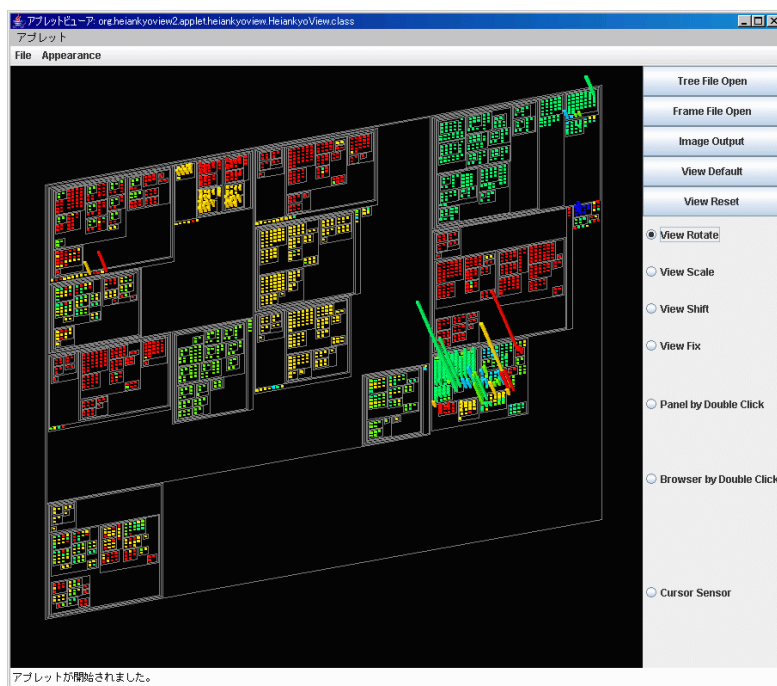 アプレットビューア: org.heiankyoview2.applet.heiankyoview.HeiankyoView.class
アプレット
File Appearance
Tree File Open
Frame File Open
Image Output
View Default
View Reset
View Rotate
View Scale
View Shift
View Fix
Panel by Double Click
Browser by Double Click
Cursor Sensor
アプレットが開始されました。